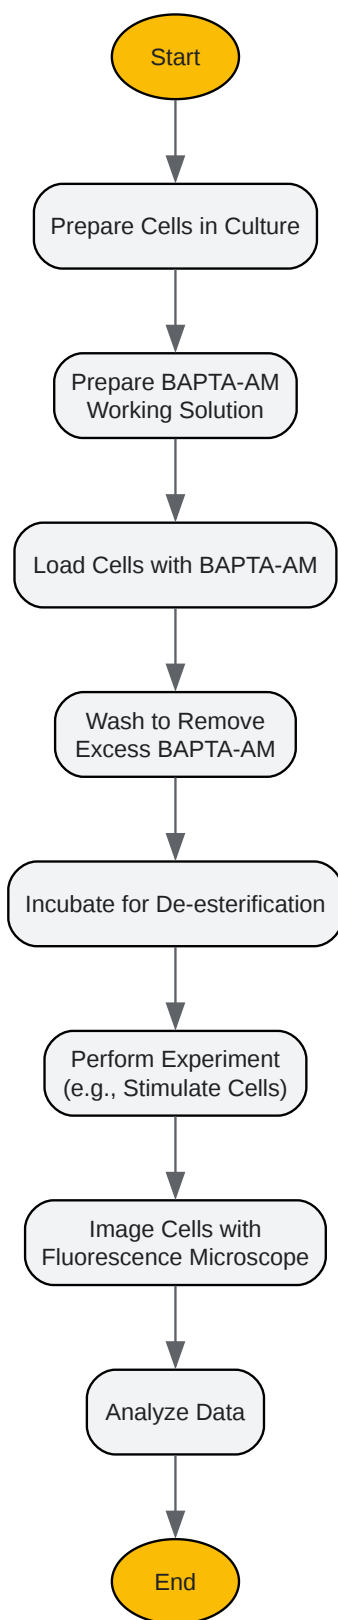 Start
Prepare Cells in Culture
Prepare BAPTA-AM
Working Solution
Load Cells with BAPTA-AM
Wash to Remove
Excess BAPTA-AM
Incubate for De-esterification
Perform Experiment
(e.g., Stimulate Cells)
Image Cells with
Fluorescence Microscope
Analyze Data
End